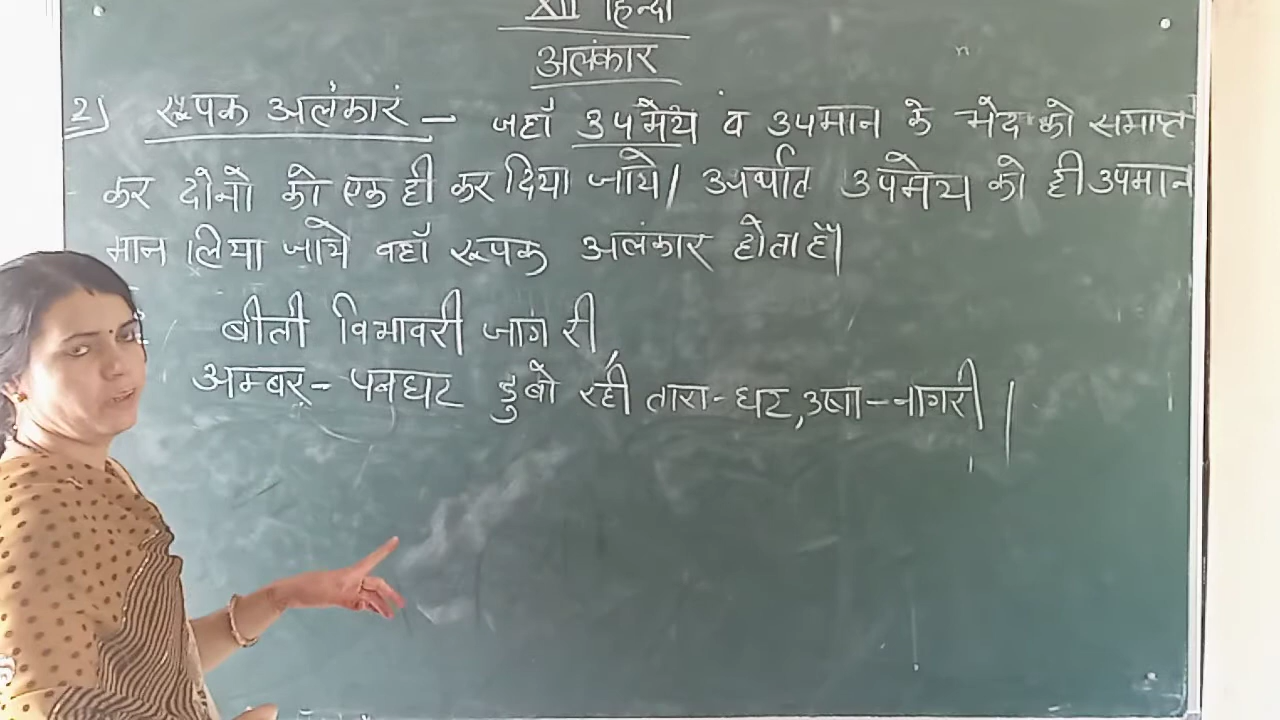 XII हिन्दी
अलंकार
2) रूपक अलंकार – जहाँ उपमेय व उपमान के भेद को समाप्त
कर दोनो को एक ही कर दिया जाये। अर्थात उपमेय को ही उपमान
मान लिया जाये वहाँ रूपक अलंकार होता है।
बीती विभावरी जाग री,
अम्बर - पनघट डुबो रही तारा-घट, उषा-नागरी।